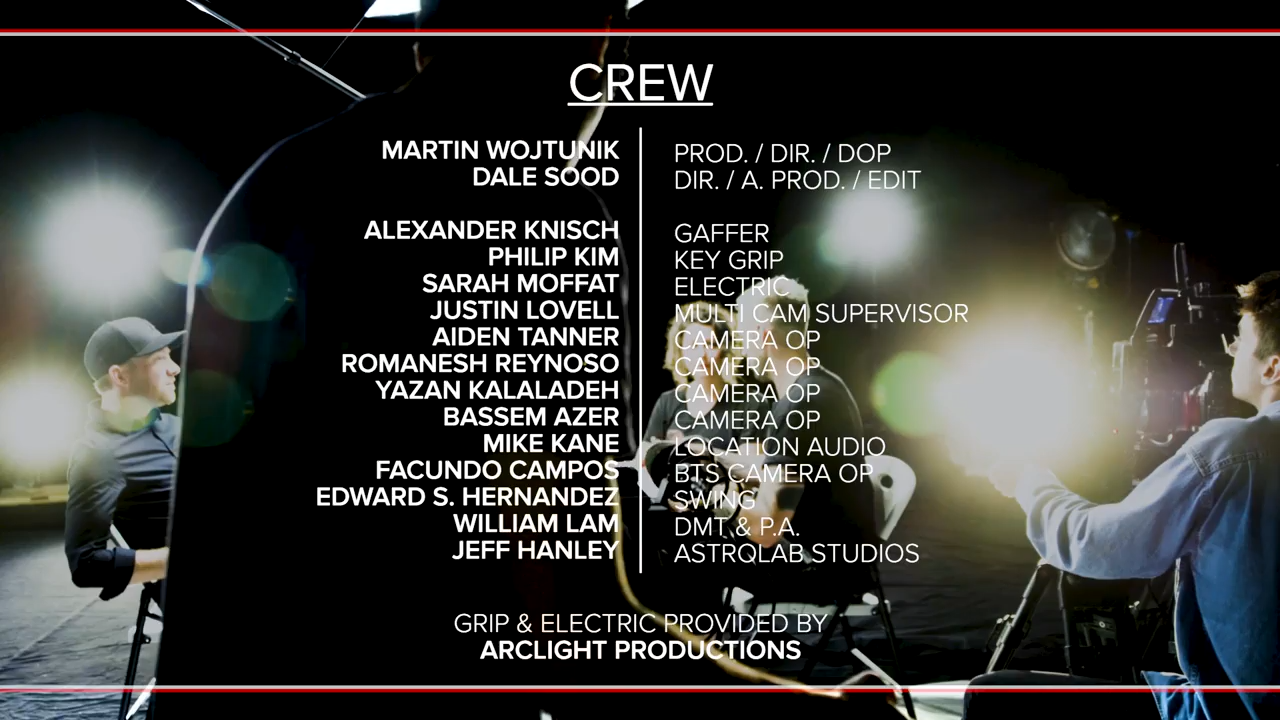 CREW
MARTIN WOJTUNIK PROD. / DIR. / DOP
DALE SOOD DIR. / A. PROD. / EDIT
ALEXANDER KNISCH GAFFER
PHILIP KIM KEY GRIP
SARAH MOFFAT ELECTRIC
JUSTIN LOVELL MULTI CAM SUPERVISOR
AIDEN TANNER CAMERA OP
ROMANESH REYNOSO CAMERA OP
YAZAN KALALADEH CAMERA OP
BASSEM AZER CAMERA OP
MIKE KANE LOCATION AUDIO
FACUNDO CAMPOS BTS CAMERA OP
EDWARD S. HERNANDEZ SWING
WILLIAM LAM DMT & P.A.
JEFF HANLEY ASTROLAB STUDIOS
GRIP & ELECTRIC PROVIDED BY
ARCLIGHT PRODUCTIONS